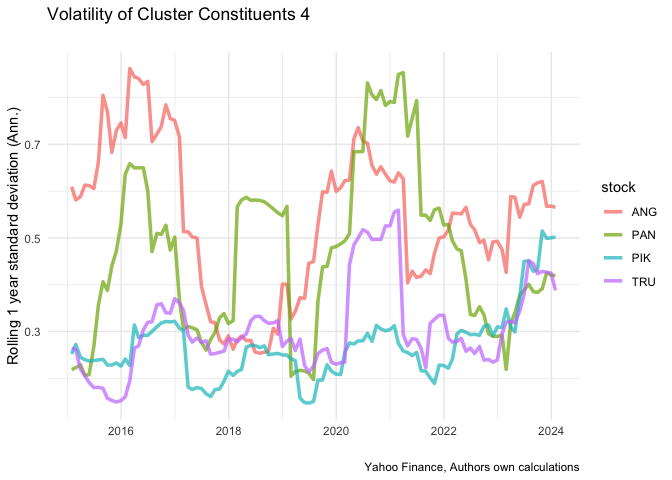 Volatility of Cluster Constituents 4
Rolling 1 year standard deviation (Ann.)
0.7
0.5
0.3
2016 2018 2020 2022 2024
stock
ANG
PAN
PIK
TRU
Yahoo Finance, Authors own calculations